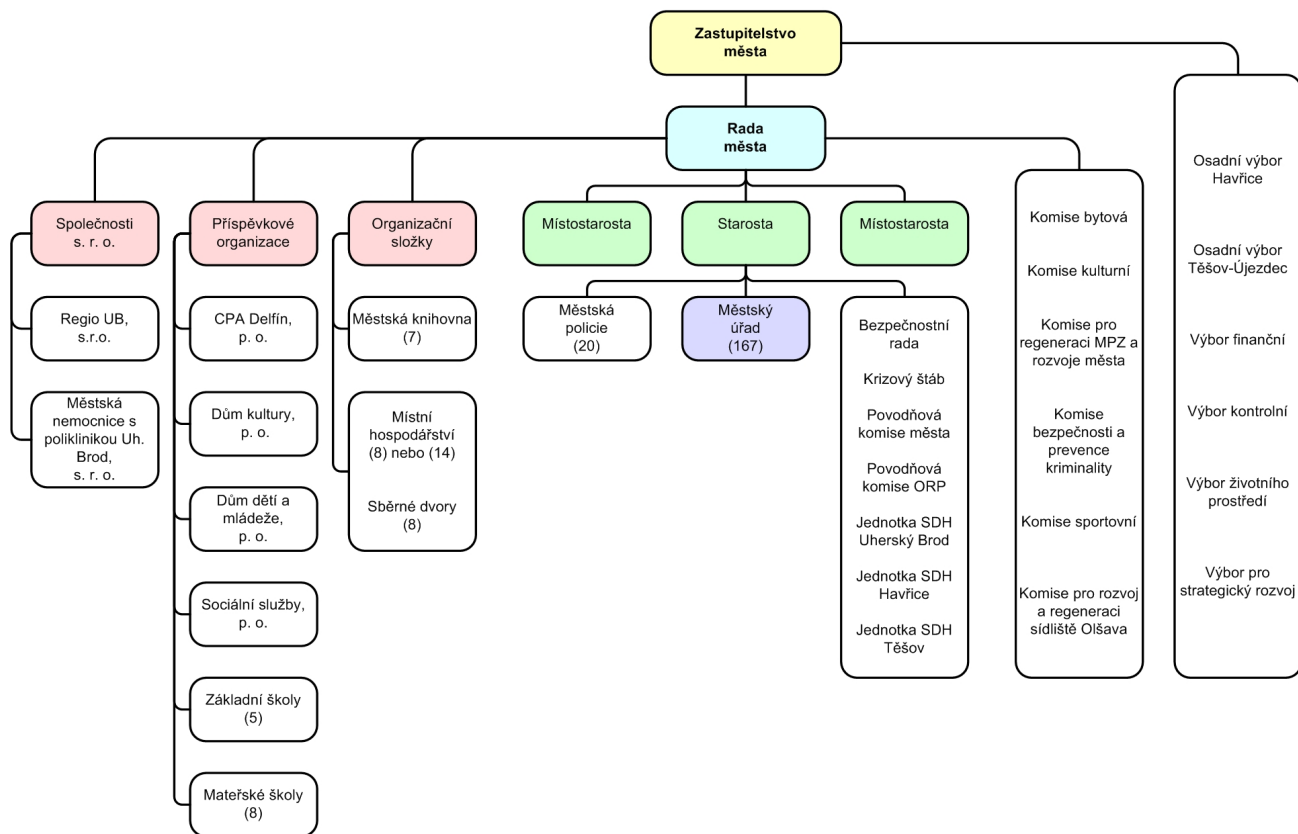 Zastupitelstvo
města
Rada
města
Společnosti
s. r. o.
Regio UB,
s.r.o.
Městská
nemocnice s
poliklinikou Uh.
Brod,
s. r. o.
Příspěvkové
organizace
CPA Delfín,
p. o.
Dům kultury,
p. o.
Dům dětí a
mládeže,
p. o.
Sociální služby,
p. o.
Základní školy
(5)
Mateřské školy
(8)
Organizační
složky
Městská knihovna
(7)
Místní
hospodářství
(8) nebo (14)
Sběrné dvory
(8)
Místostarosta
Starosta
Místostarosta
Městská
policie
(20)
Městský
úřad
(167)
Bezpečnostní
rada
Krizový štáb
Povodňová
komise města
Povodňová
komise ORP
Jednotka SDH
Uherský Brod
Jednotka SDH
Havřice
Jednotka SDH
Těšov
Komise bytová
Komise kulturní
Komise pro
regeneraci MPZ a
rozvoje města
Komise
bezpečnosti a
prevence
kriminality
Komise sportovní
Komise pro rozvoj
a regeneraci
sídliště Olšava
Osadní výbor
Havřice
Osadní výbor
Těšov-Újezdec
Výbor finanční
Výbor kontrolní
Výbor životního
prostředí
Výbor pro
strategický rozvoj